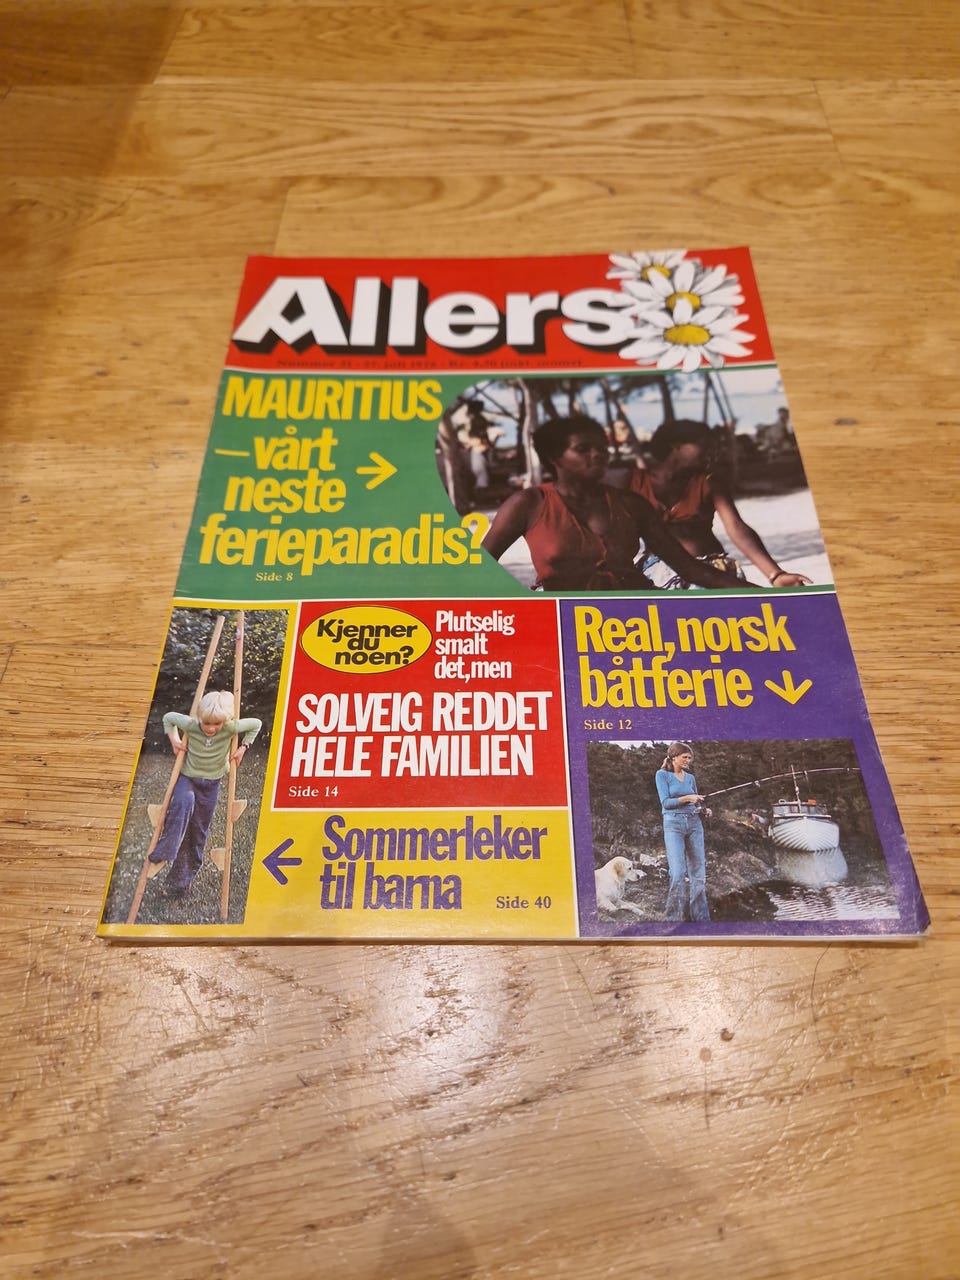 Allers
MAURITIUS
– vårt
neste
ferieparadis?
Side 8
Kjenner
du
noen?
Plutselig
smalt
det, men
SOLVEIG REDDET
HELE FAMILIEN
Side 14
Real, norsk
båtferie
Side 12
Sommerleker
til barna
Side 40